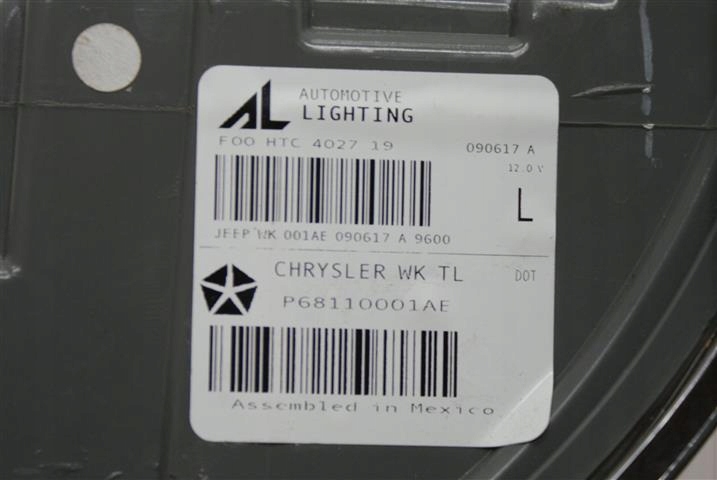 AL AUTOMOTIVE
LIGHTING
F00 HTC 4027 19
090617 A
12.0 V
L
JEEP WK 001AE 090617 A 9600
CHRYSLER WK TL DOT
P68110001AE
Assembled in Mexico